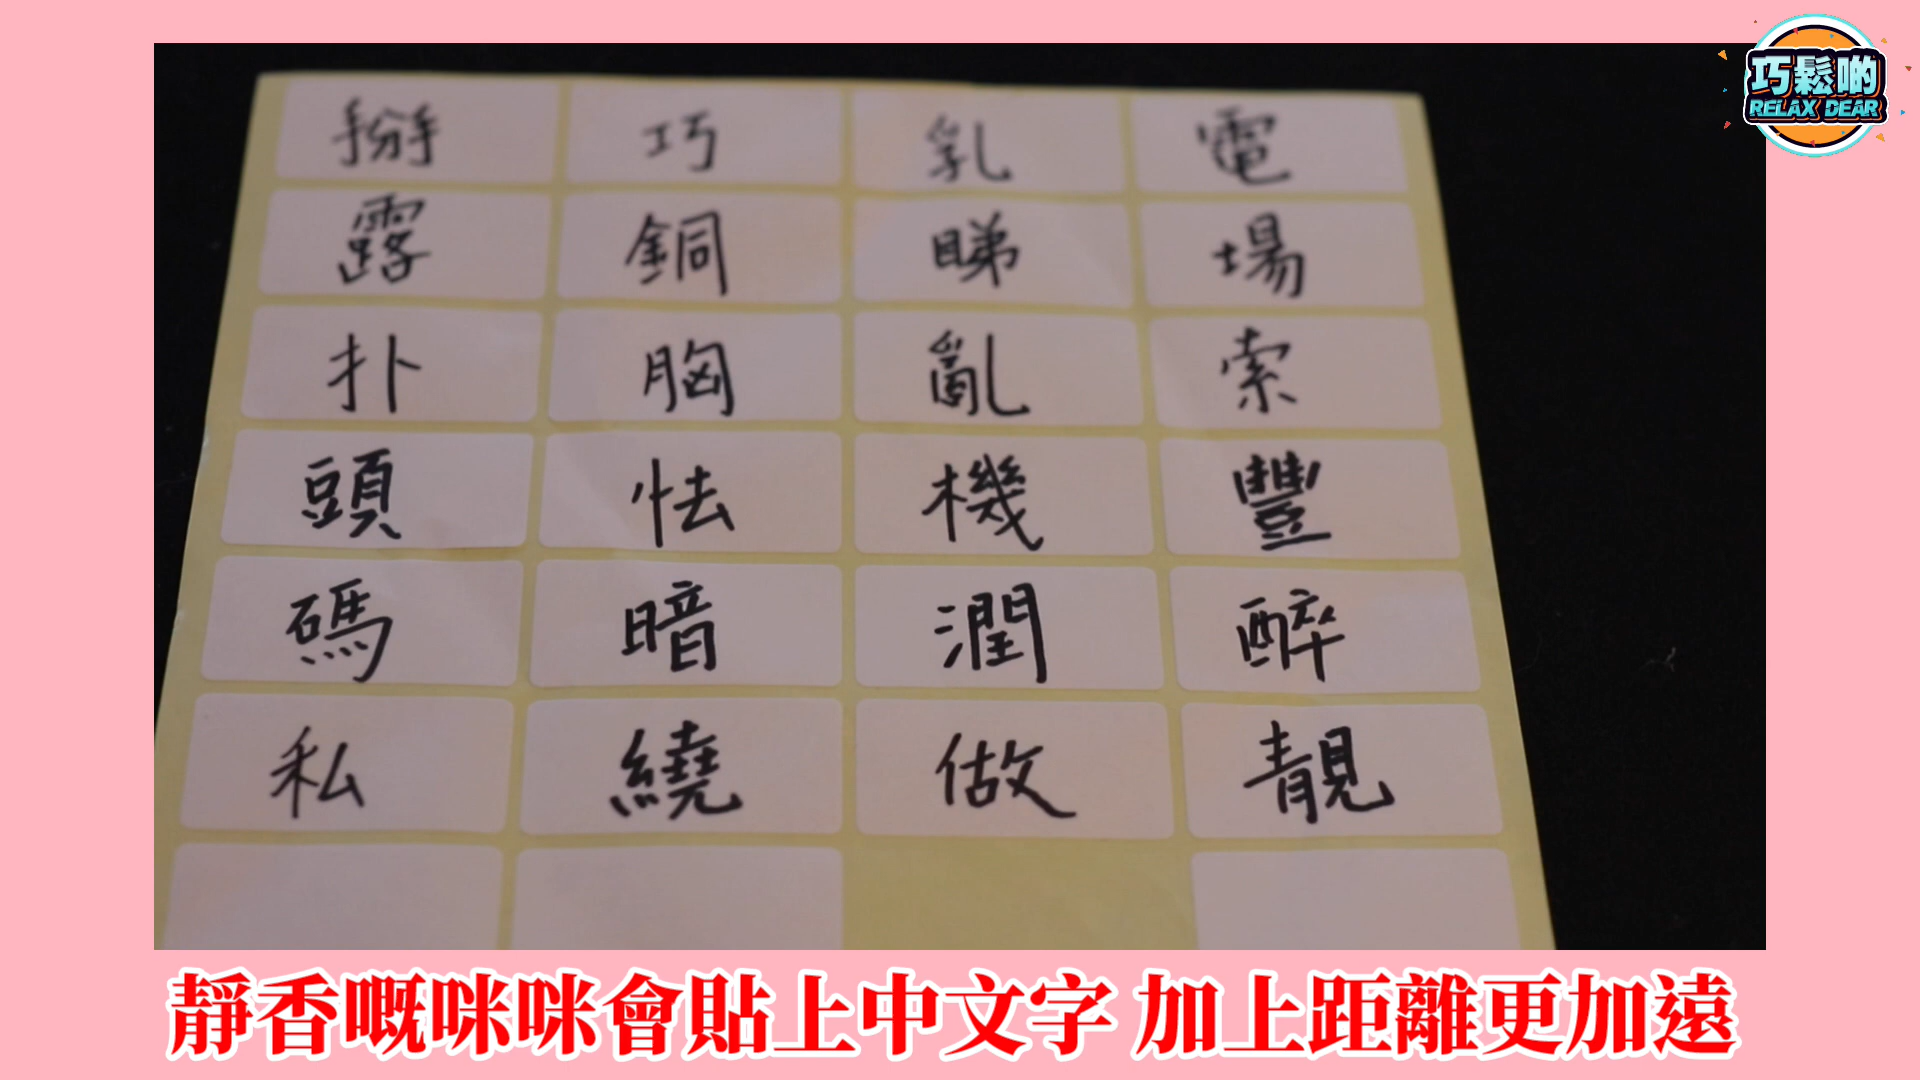 巧鬆啲
RELAX DEAR
掰 巧 乳 電
露 銅 睇 場
扑 胸 亂 索
頭 怯 機 豐
碼 暗 潤 醉
私 繞 做 靚
靜香嘅咪咪會貼上中文字 加上距離更加遠